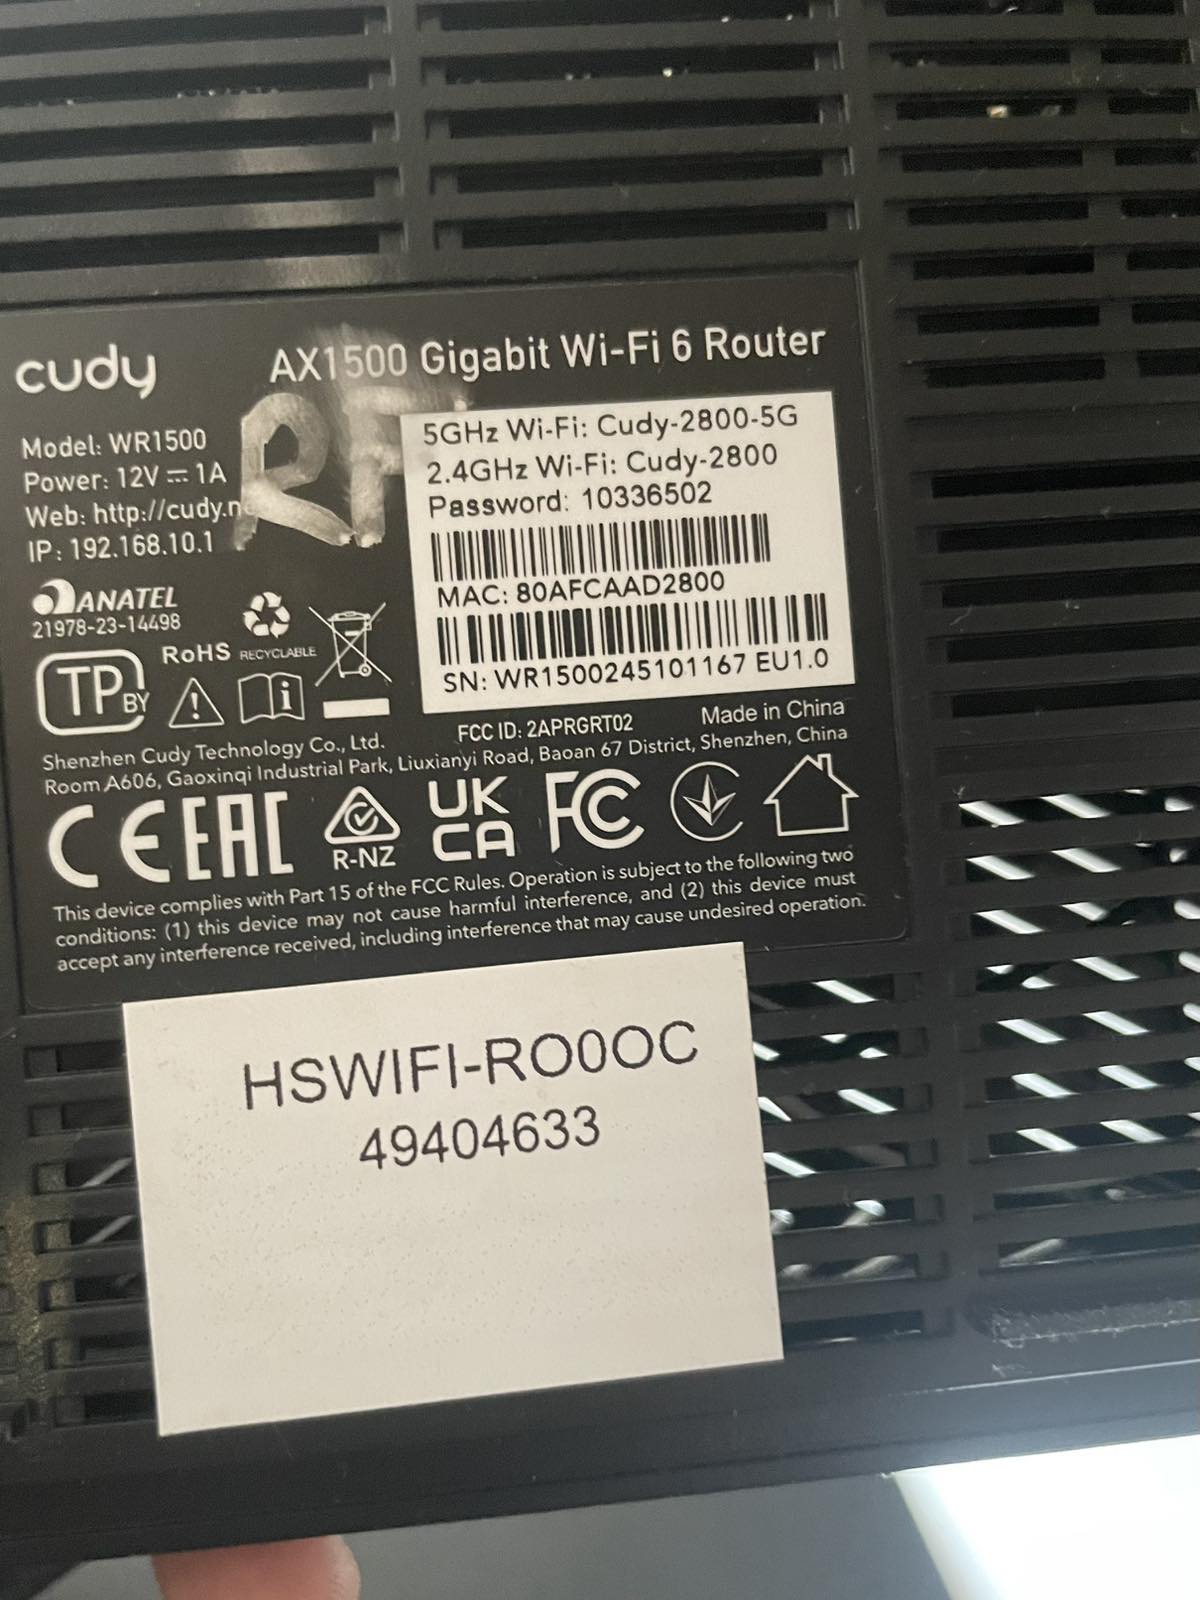 cudy
AX1500 Gigabit Wi-Fi 6 Router
Model: WR1500
Power: 12V ⎓ 1A
Web: http://cudy.ne
IP: 192.168.10.1
RF
5GHz Wi-Fi: Cudy-2800-5G
2.4GHz Wi-Fi: Cudy-2800
Password: 10336502
MAC: 80AFCAAD2800
SN: WR1500245101167 EU1.0
ANATEL
21978-23-14498
RoHS RECYCLABLE
TP BY
FCC ID: 2APRGRT02
Made in China
Shenzhen Cudy Technology Co., Ltd.
Room A606, Gaoxinqi Industrial Park, Liuxianyi Road, Baoan 67 District, Shenzhen, China
CE EAC R-NZ UK CA FC
This device complies with Part 15 of the FCC Rules. Operation is subject to the following two
conditions: (1) this device may not cause harmful interference, and (2) this device must
accept any interference received, including interference that may cause undesired operation.
HSWIFI-RO0OC
49404633